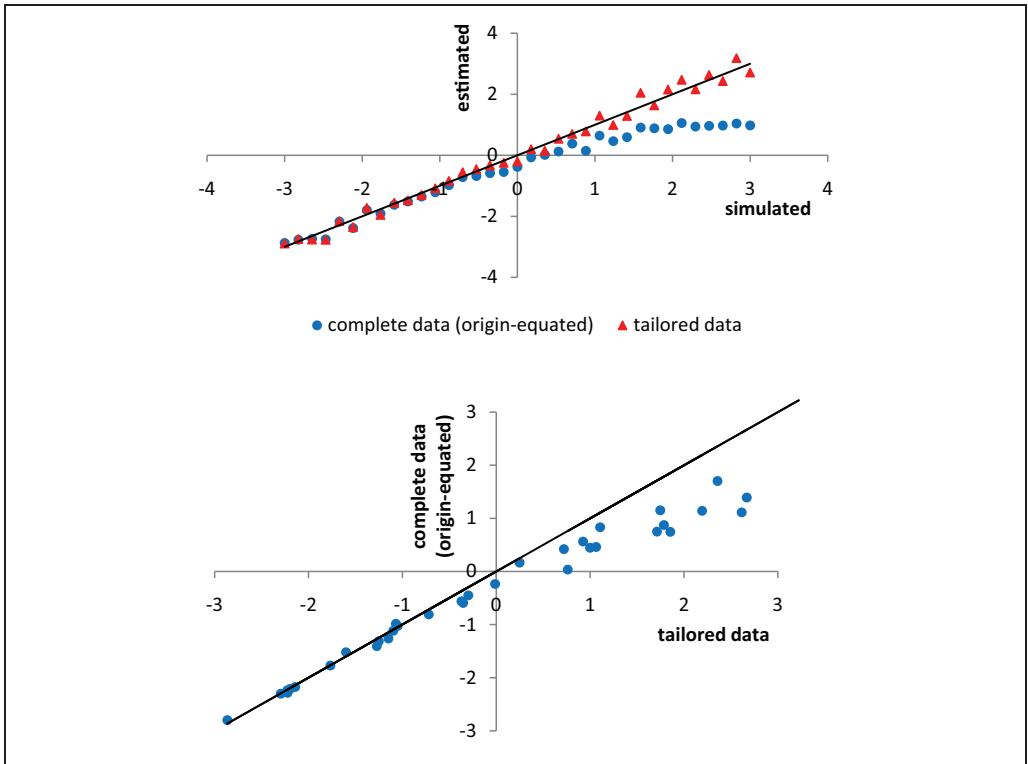 estimated
4
2
0
-4 -3 -2 -1 0 1 2 3 4
simulated
-2
-4
complete data (origin-equated) tailored data
complete data
(origin-equated)
3
2
1
0
-3 -2 -1 0 1 2 3
tailored data
-1
-2
-3